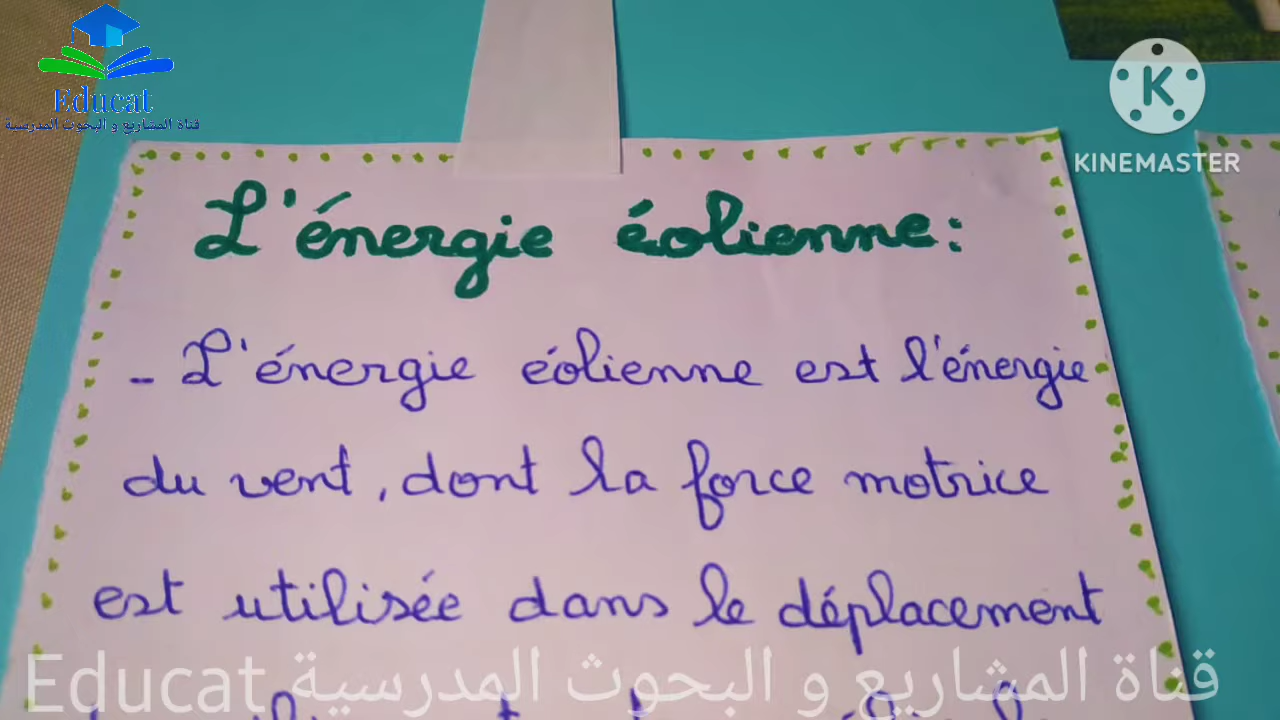 Educat
قناة المشاريع و البحوث المدرسية
KINEMASTER
L'énergie éolienne:
- L'énergie éolienne est l'énergie
du vent, dont la force motrice
est utilisée dans le déplacement
Educat قناة المشاريع و البحوث المدرسية